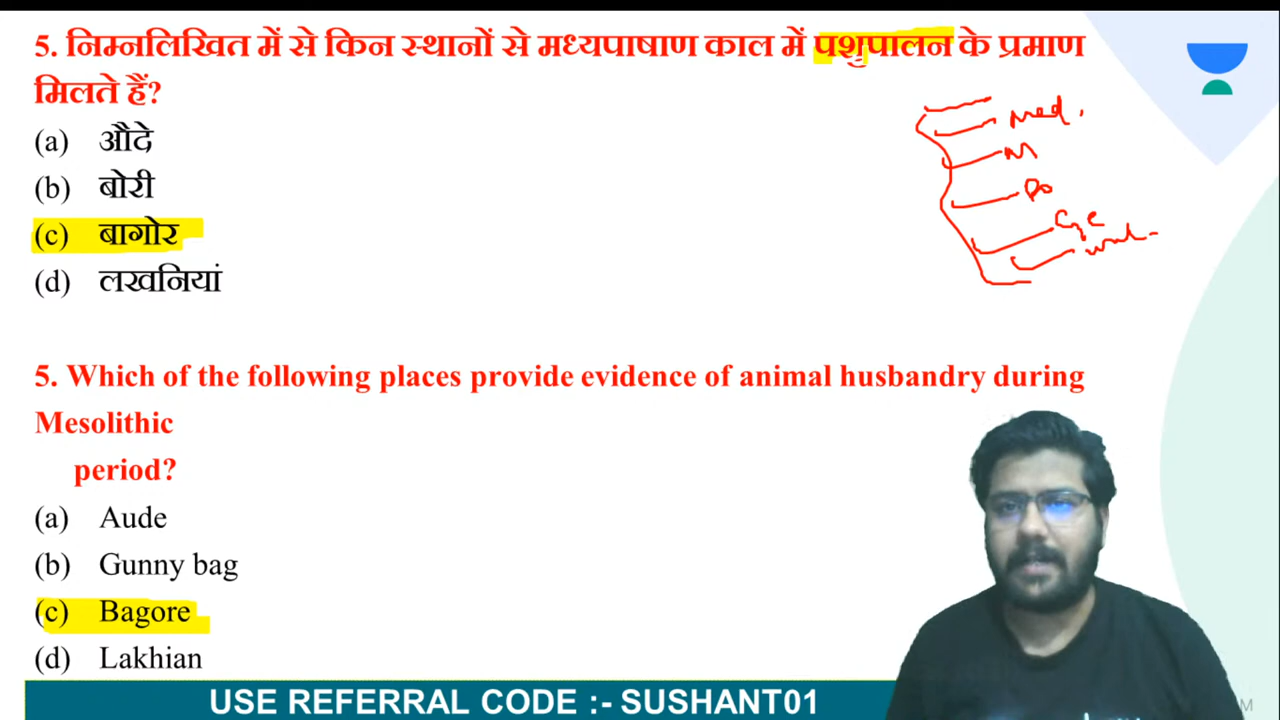 5. निम्नलिखित में से किन स्थानों से मध्यपाषाण काल में पशुपालन के प्रमाण
मिलते हैं?
(a) औदे
(b) बोरी
(c) बागोर
(d) लखनियां
Med.
M
5. Which of the following places provide evidence of animal husbandry during
Mesolithic
period?
(a) Aude
(b) Gunny bag
(c) Bagore
(d) Lakhian
USE REFERRAL CODE :- SUSHANT01